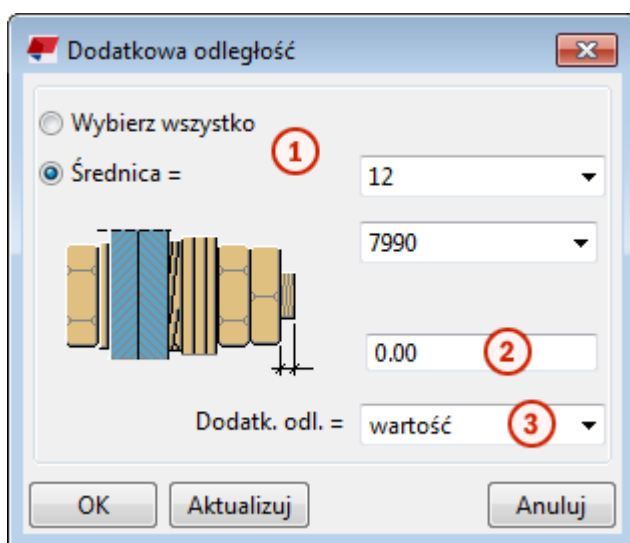 Dodatkowa odległość
Wybierz wszystko
1
Średnica =
12
7990
0.00
2
Dodatk. odl. =
wartość
3
OK
Aktualizuj
Anuluj